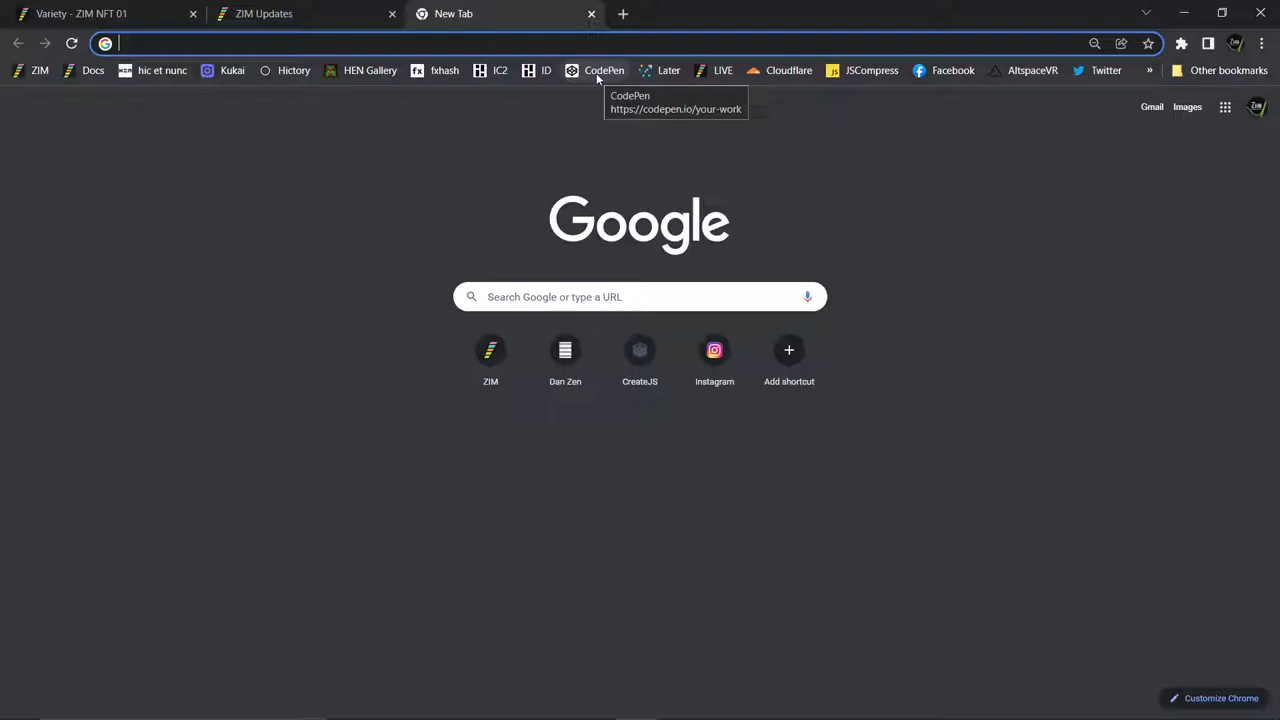 Variety - ZIM NFT 01
ZIM Updates
New Tab
ZIM
Docs
hic et nunc
Kukai
Hictory
HEN Gallery
fx fxhash
IC2
ID
CodePen
Later
LIVE
Cloudflare
JS JSCompress
Facebook
AltspaceVR
Twitter
»
Other bookmarks
CodePen
https://codepen.io/your-work
Gmail
Images
Google
Search Google or type a URL
ZIM
Dan Zen
CreateJS
Instagram
Add shortcut
Customize Chrome